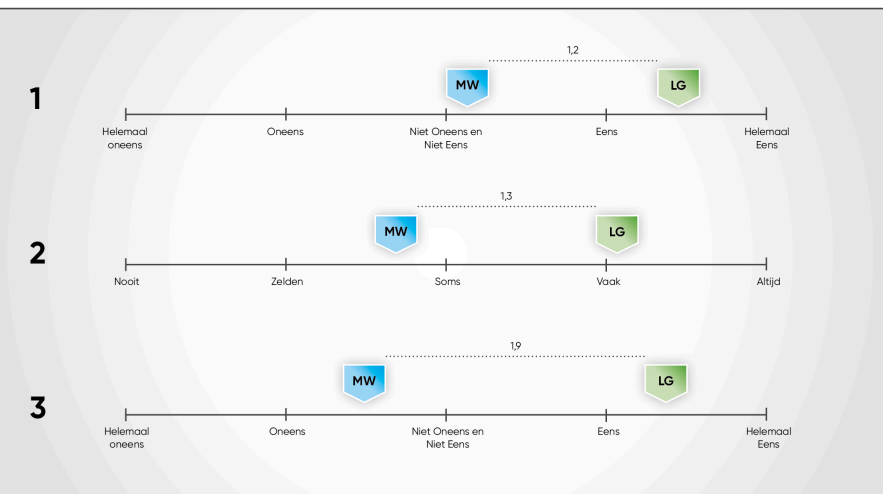 1,2
MW
LG
1
Helemaal
oneens
Oneens
Niet Oneens en
Niet Eens
Eens
Helemaal
Eens
1,3
MW
LG
2
Nooit
Zelden
Soms
Vaak
Altijd
1,9
MW
LG
3
Helemaal
oneens
Oneens
Niet Oneens en
Niet Eens
Eens
Helemaal
Eens